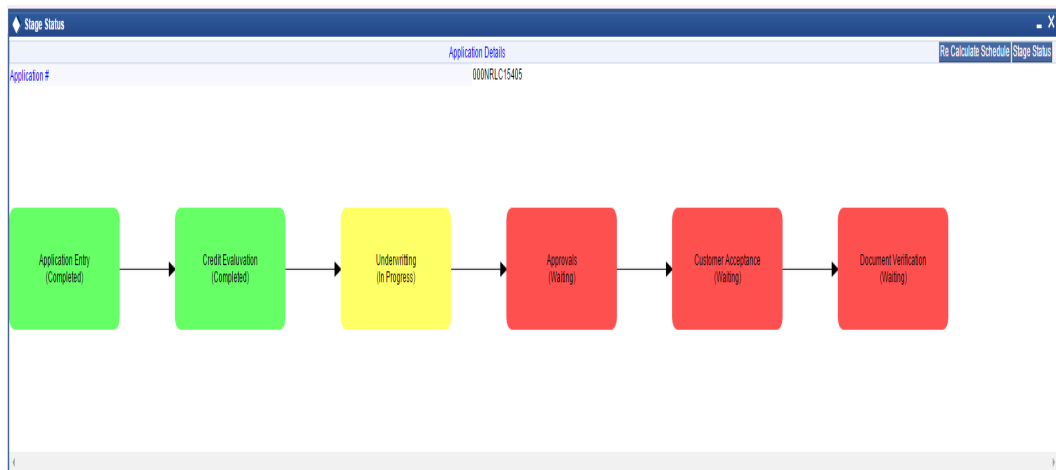 Stage Status
Application Details
Re Calculate Schedule
Stage Status
Application #
000NRLC15405
Application Entry
(Completed)
Credit Evaluvation
(Completed)
Underwritting
(In Progress)
Approvals
(Waiting)
Customer Acceptance
(Waiting)
Document Verification
(Waiting)